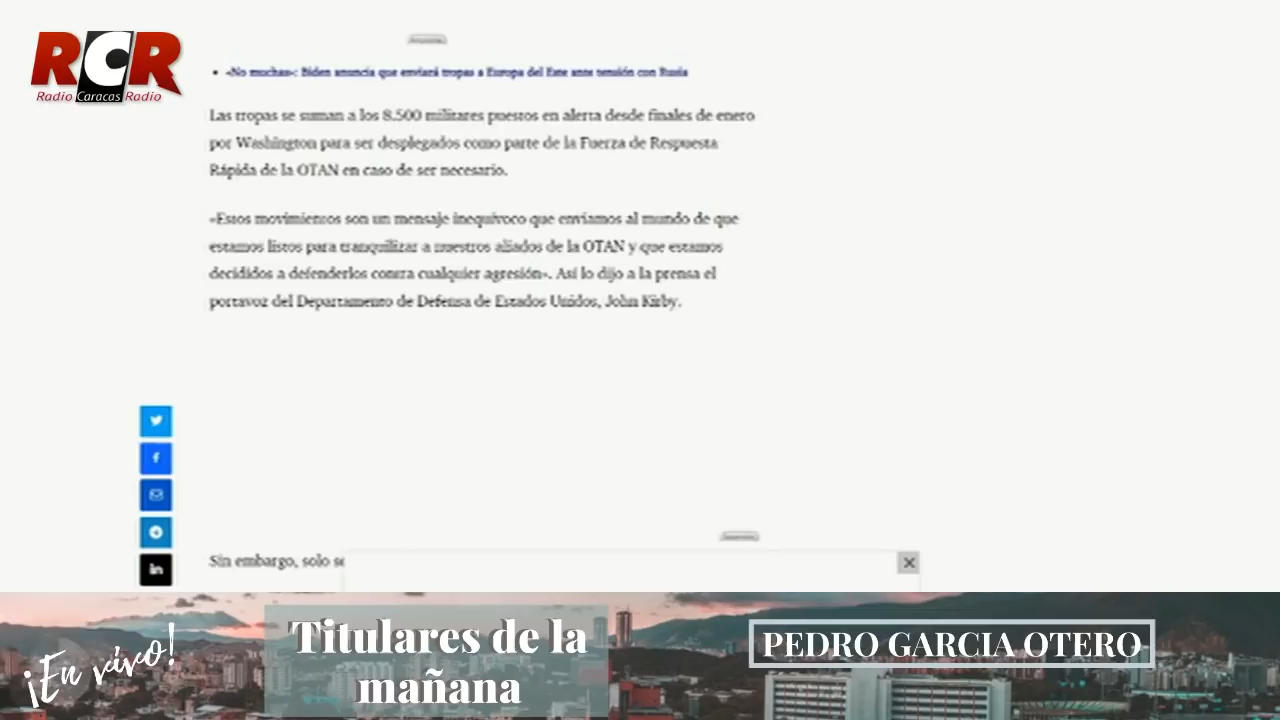 RCR
Radio Caracas Radio
• «No muchas»: Biden anuncia que enviará tropas a Europa del Este ante tensión con Rusia
Las tropas se suman a los 8.500 militares puestos en alerta desde finales de enero
por Washington para ser desplegados como parte de la Fuerza de Respuesta
Rápida de la OTAN en caso de ser necesario.
«Estos movimientos son un mensaje inequívoco que enviamos al mundo de que
estamos listos para tranquilizar a nuestros aliados de la OTAN y que estamos
decididos a defenderlos contra cualquier agresión». Así lo dijo a la prensa el
portavoz del Departamento de Defensa de Estados Unidos, John Kirby.
Sin embargo, solo se
¡En vivo!
Titulares de la
mañana
PEDRO GARCIA OTERO